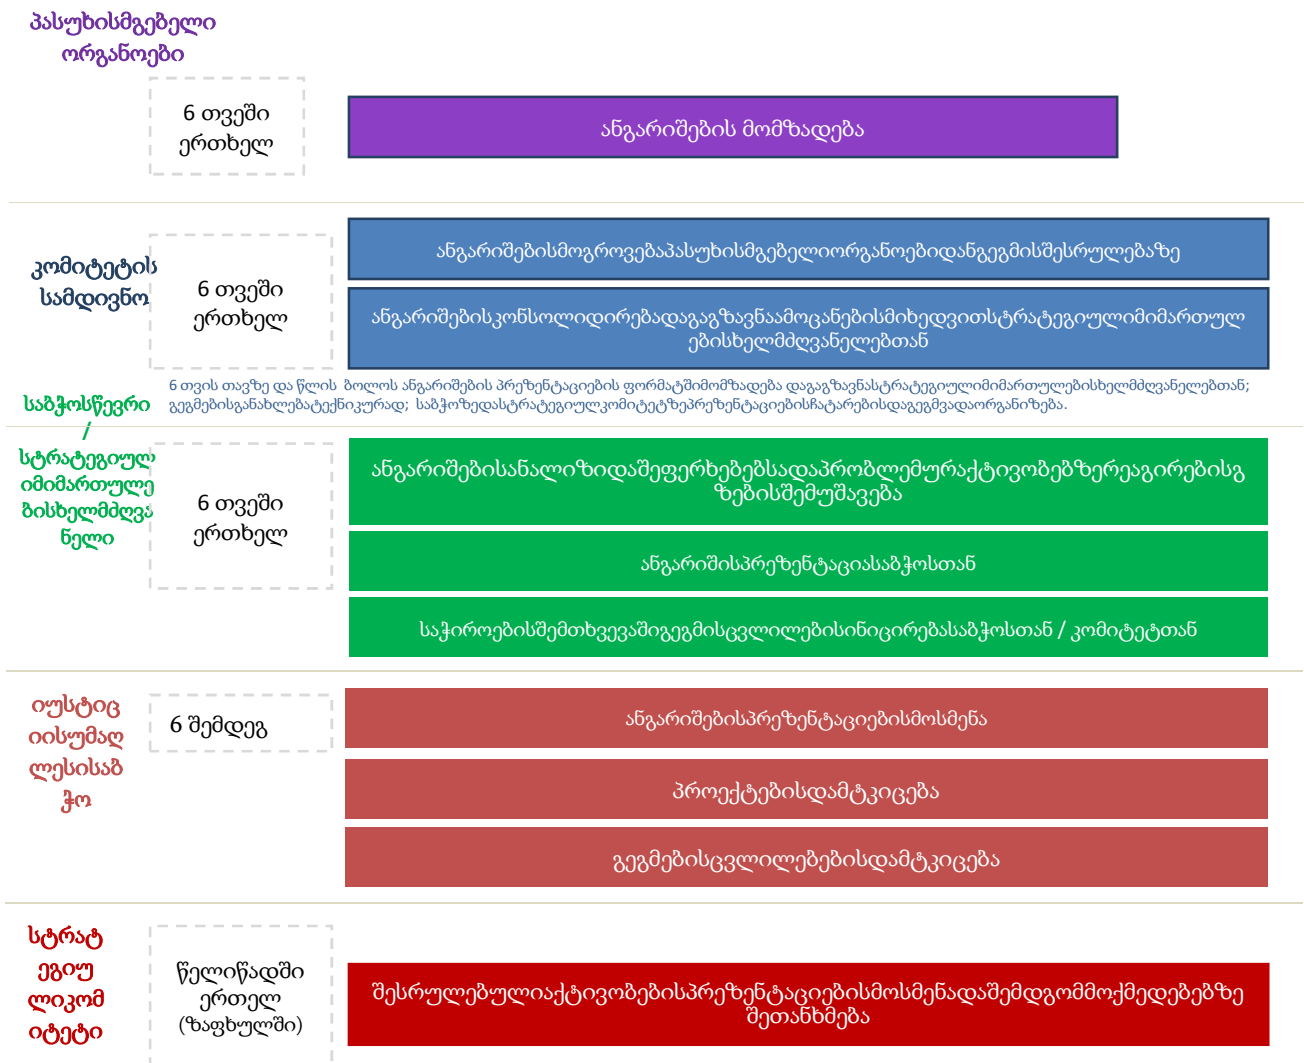 პასუხისმგებელი
ორგანოები
6 თვეში
ერთხელ
ანგარიშების მომზადება
კომიტეტის
სამდივნო
6 თვეში
ერთხელ
ანგარიშებისმოგროვებაპასუხისმგებელიორგანოებიდანგეგმისშესრულებაზე
ანგარიშებისკონსოლიდირებადაგაგზავნაამოცანებისმიხედვითსტრატეგიულიმიმართულ
ებისხელმძღვანელებთან
6 თვის თავზე და წლის ბოლოს ანგარიშების პრეზენტაციების ფორმატშიმომზადება დაგაგზავნასტრატეგიულიმიმართულებისხელმძღვანელებთან;
გეგმებისგანახლებატექნიკურად; საბჭოზედასტრატეგიულკომიტეტზეპრეზენტაციებისჩატარებისდაგეგმვადაორგანიზება.
საბჭოსწევრი
/
სტრატეგიულ
იმიმართულე
ბისხელმძღვა
ნელი
6 თვეში
ერთხელ
ანგარიშებისანალიზიდაშეფერხებებსადაპრობლემურაქტივობებზერეაგირებისგ
ზებისშემუშავება
ანგარიშისპრეზენტაციასაბჭოსთან
საჭიროებისშემთხვევაშიგეგმისცვლილებისინიცირებასაბჭოსთან / კომიტეტთან
იუსტიც
იისუმაღ
ლესისაბ
ჭო
6 შემდეგ
ანგარიშებისპრეზენტაციებისმოსმენა
პროექტებისდამტკიცება
გეგმებისცვლილებებისდამტკიცება
სტრატ
ეგიუ
ლიკომ
იტეტი
წელიწადში
ერთელ
(ზაფხულში)
შესრულებულიაქტივობებისპრეზენტაციებისმოსმენადაშემდგომმოქმედებებზე
შეთანხმება